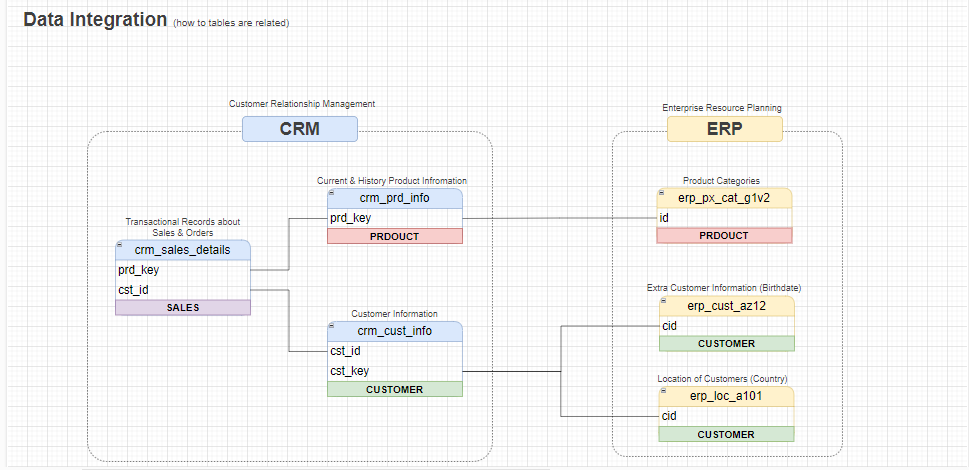 Data Integration (how to tables are related)
Customer Relationship Management
CRM
Enterprise Resource Planning
ERP
Current & History Product Infromation
crm_prd_info
prd_key
PRDOUCT
Product Categories
erp_px_cat_g1v2
id
PRDOUCT
Transactional Records about
Sales & Orders
crm_sales_details
prd_key
cst_id
SALES
Customer Information
crm_cust_info
cst_id
cst_key
CUSTOMER
Extra Customer Information (Birthdate)
erp_cust_az12
cid
CUSTOMER
Location of Customers (Country)
erp_loc_a101
cid
CUSTOMER